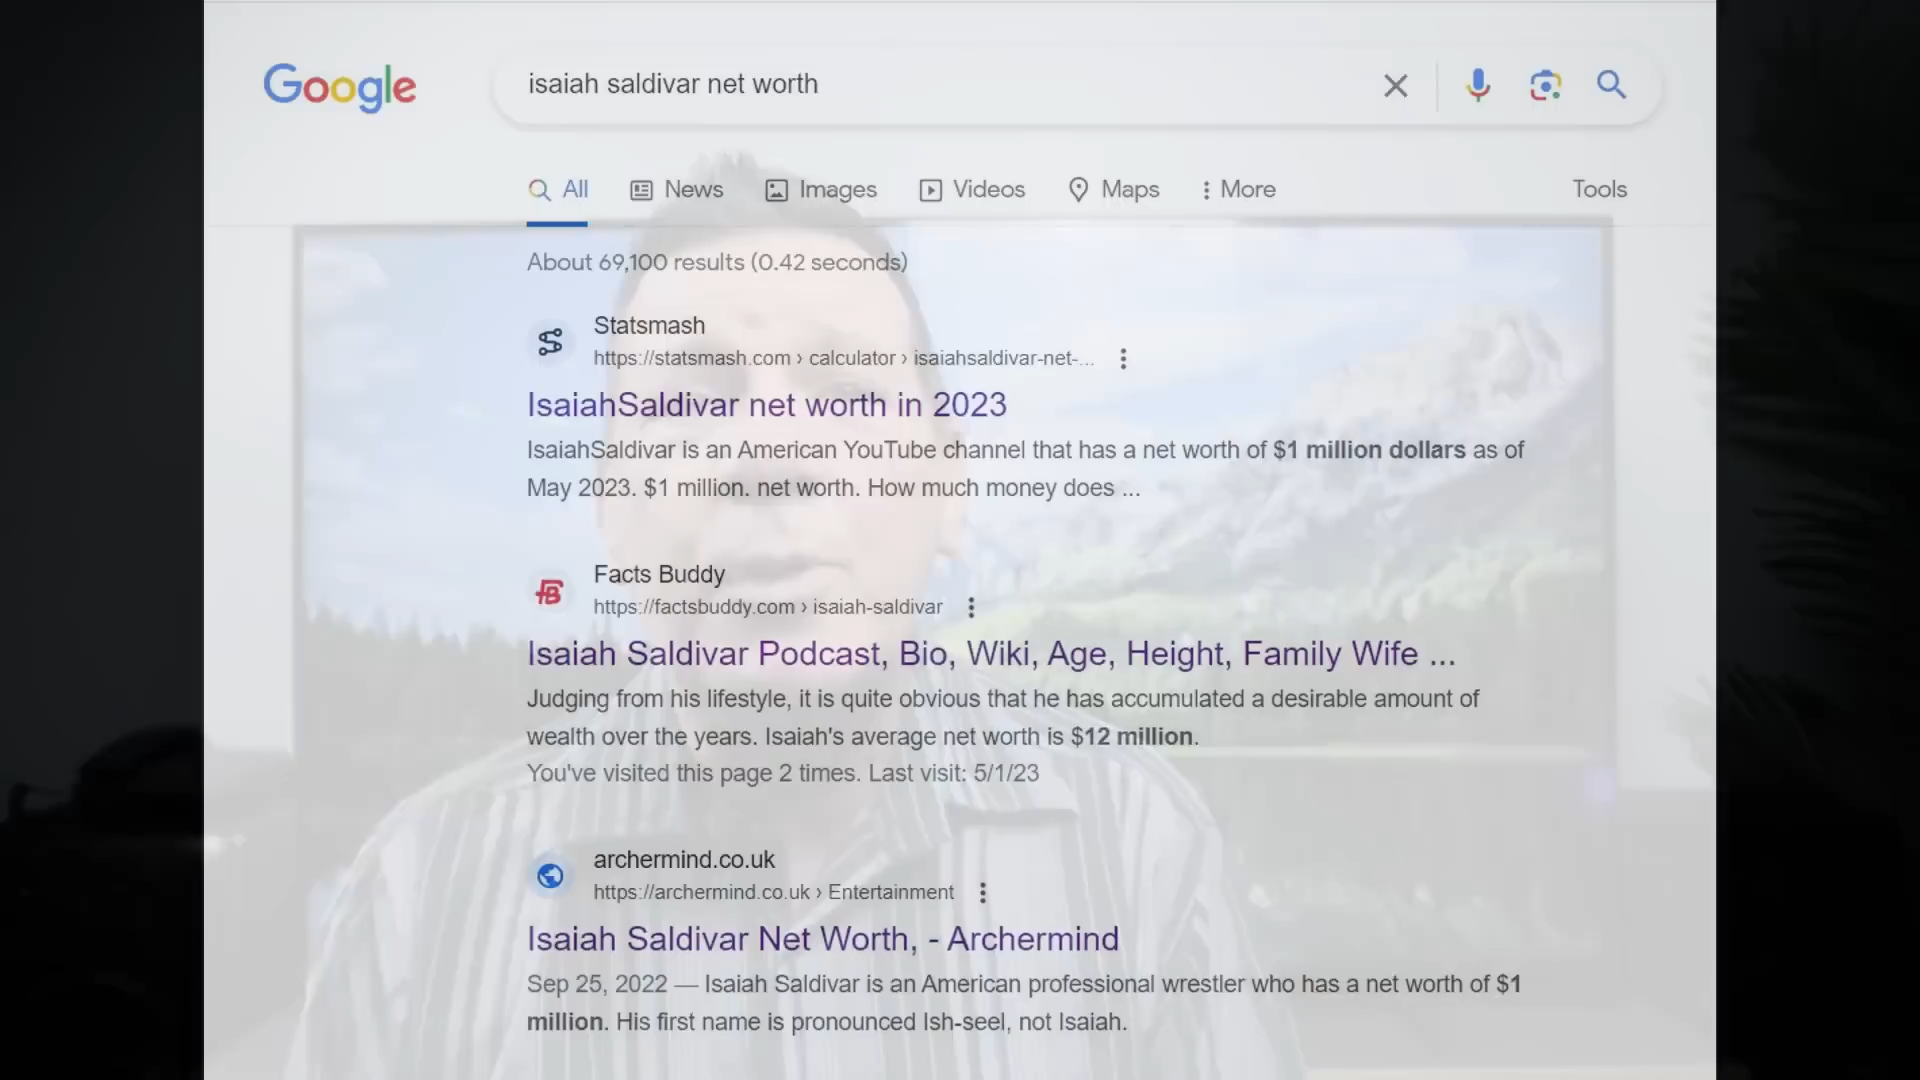 Google
isaiah saldivar net worth
All News Images Videos Maps More Tools
About 69,100 results (0.42 seconds)
Statsmash
https://statsmash.com › calculator › isaiahsaldivar-net-...
IsaiahSaldivar net worth in 2023
IsaiahSaldivar is an American YouTube channel that has a net worth of $1 million dollars as of
May 2023. $1 million. net worth. How much money does ...
Facts Buddy
https://factsbuddy.com › isaiah-saldivar
Isaiah Saldivar Podcast, Bio, Wiki, Age, Height, Family Wife ...
Judging from his lifestyle, it is quite obvious that he has accumulated a desirable amount of
wealth over the years. Isaiah's average net worth is $12 million.
You've visited this page 2 times. Last visit: 5/1/23
archermind.co.uk
https://archermind.co.uk › Entertainment
Isaiah Saldivar Net Worth, - Archermind
Sep 25, 2022 — Isaiah Saldivar is an American professional wrestler who has a net worth of $1
million. His first name is pronounced Ish-seel, not Isaiah.